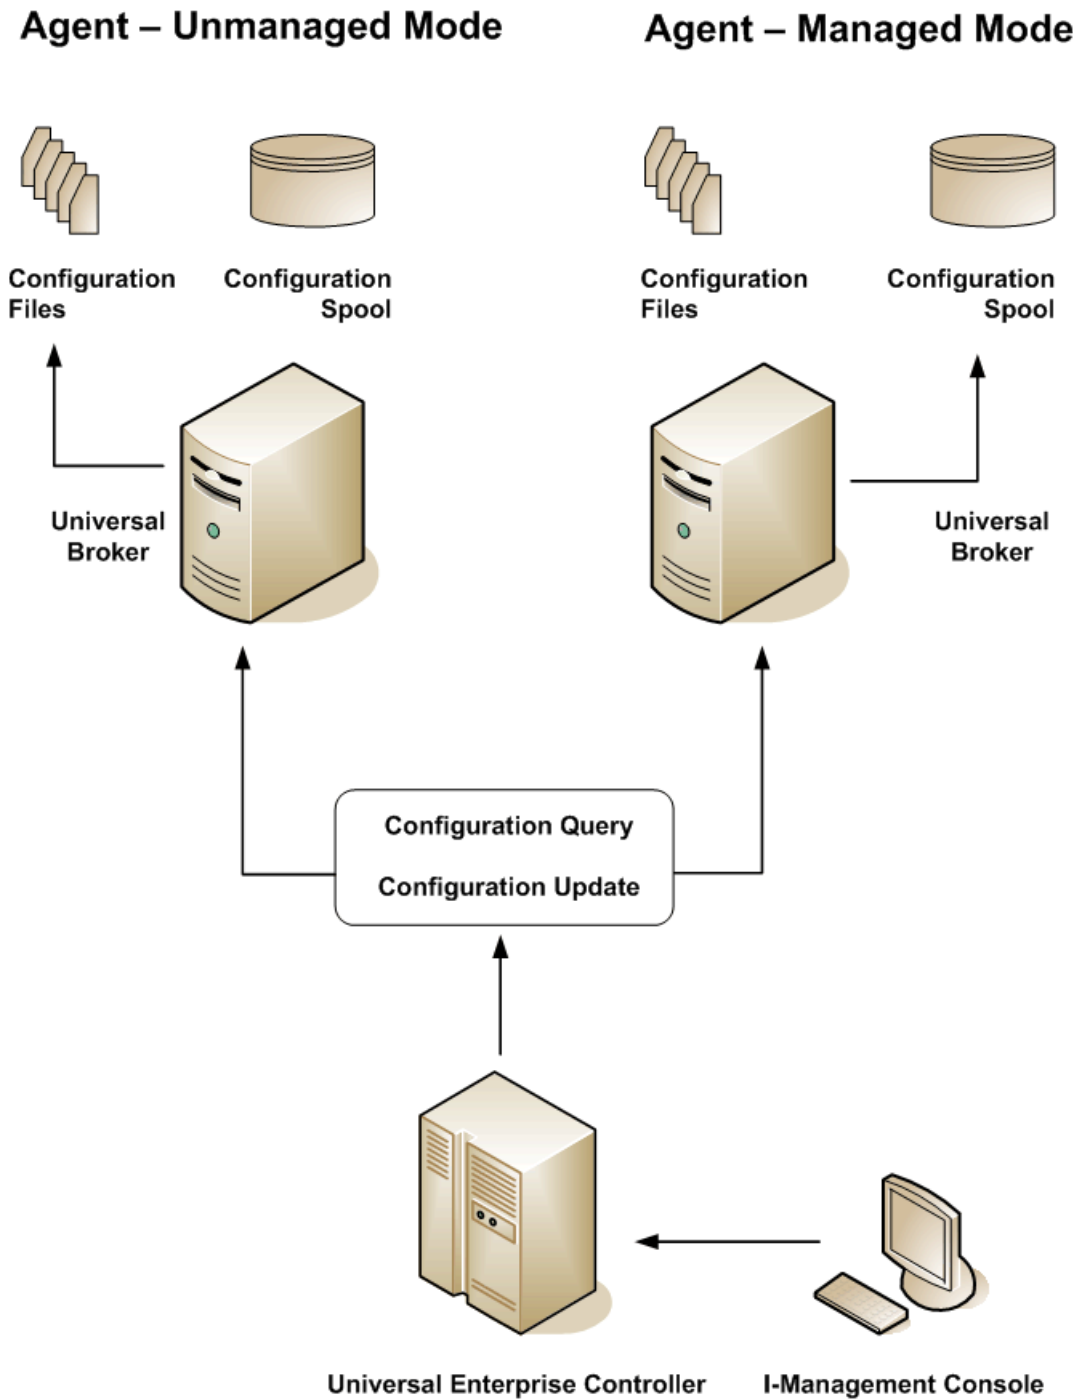 Agent – Unmanaged Mode
Agent – Managed Mode
Configuration
Files
Configuration
Spool
Configuration
Files
Configuration
Spool
Universal
Broker
Universal
Broker
Configuration Query
Configuration Update
Universal Enterprise Controller
I-Management Console